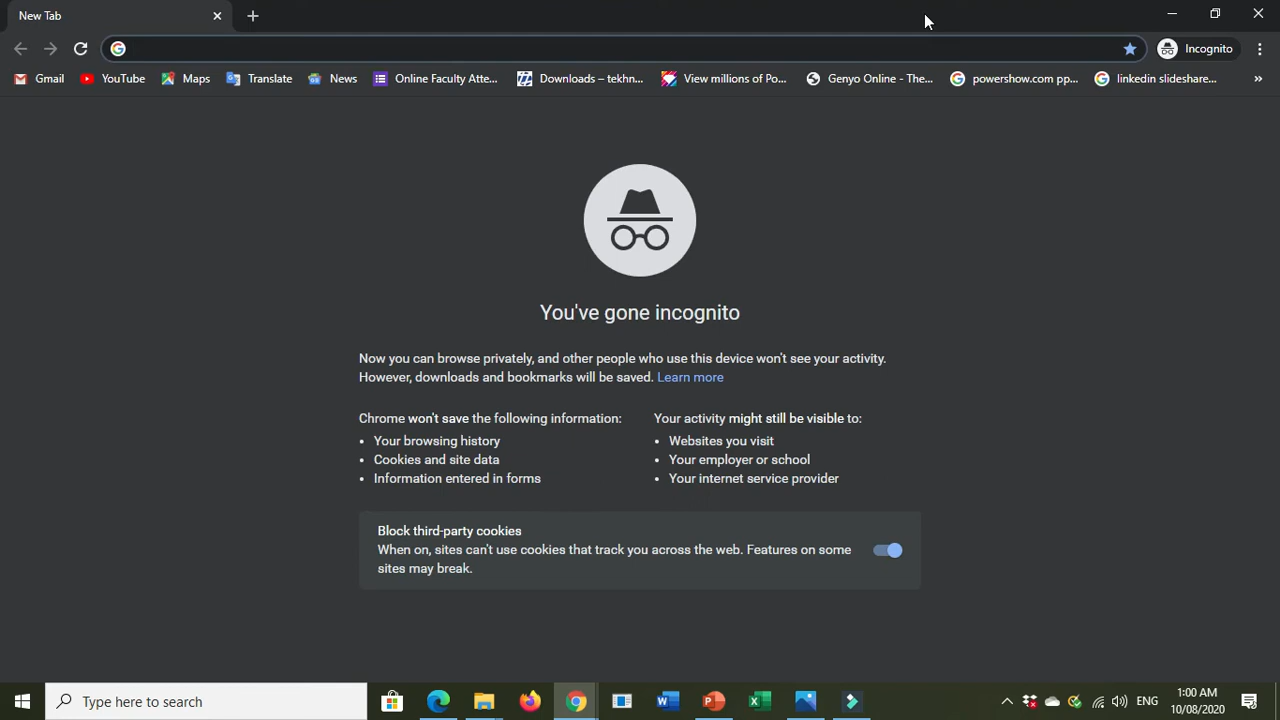 New Tab
Incognito
Gmail
YouTube
Maps
Translate
News
Online Faculty Atte...
Downloads – tekhn...
View millions of Po...
Genyo Online - The...
powershow.com pp...
linkedin slideshare...
You've gone incognito
Now you can browse privately, and other people who use this device won't see your activity.
However, downloads and bookmarks will be saved. Learn more
Chrome won't save the following information:
• Your browsing history
• Cookies and site data
• Information entered in forms
Your activity might still be visible to:
• Websites you visit
• Your employer or school
• Your internet service provider
Block third-party cookies
When on, sites can't use cookies that track you across the web. Features on some
sites may break.
Type here to search
ENG
1:00 AM
10/08/2020